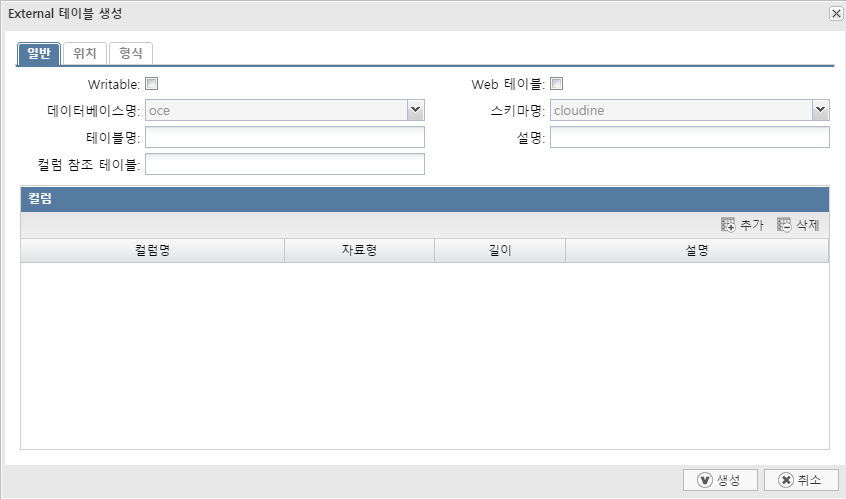 External 테이블 생성
일반 위치 형식
Writable: Web 테이블:
데이터베이스명: oce 스키마명: cloudine
테이블명: 설명:
컬럼 참조 테이블:
컬럼
추가 삭제
컬럼명 자료형 길이 설명
생성 취소